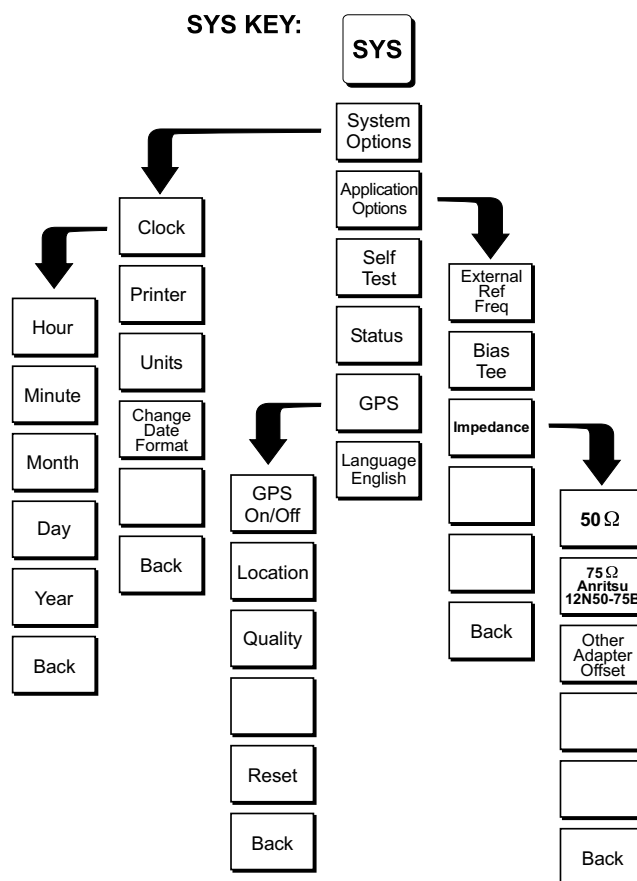 SYS KEY:
SYS
System
Options
Application
Options
Self
Test
Status
GPS
Language
English
Clock
Printer
Units
Change
Date
Format
Back
Hour
Minute
Month
Day
Year
Back
GPS
On/Off
Location
Quality
Reset
Back
External
Ref
Freq
Bias
Tee
Impedance
Back
50 Ω
75 Ω
Anritsu
12N50-75B
Other
Adapter
Offset
Back